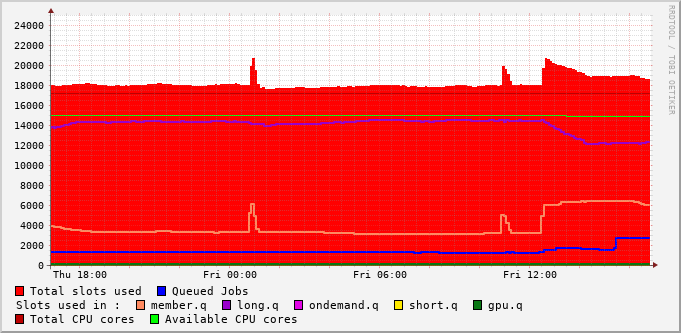 24000
22000
20000
18000
16000
14000
12000
10000
8000
6000
4000
2000
0
Thu 18:00 Fri 00:00 Fri 06:00 Fri 12:00
RRDTOOL / TOBI OETIKER
Total slots used Queued Jobs
Slots used in : member.q long.q ondemand.q short.q gpu.q
Total CPU cores Available CPU cores